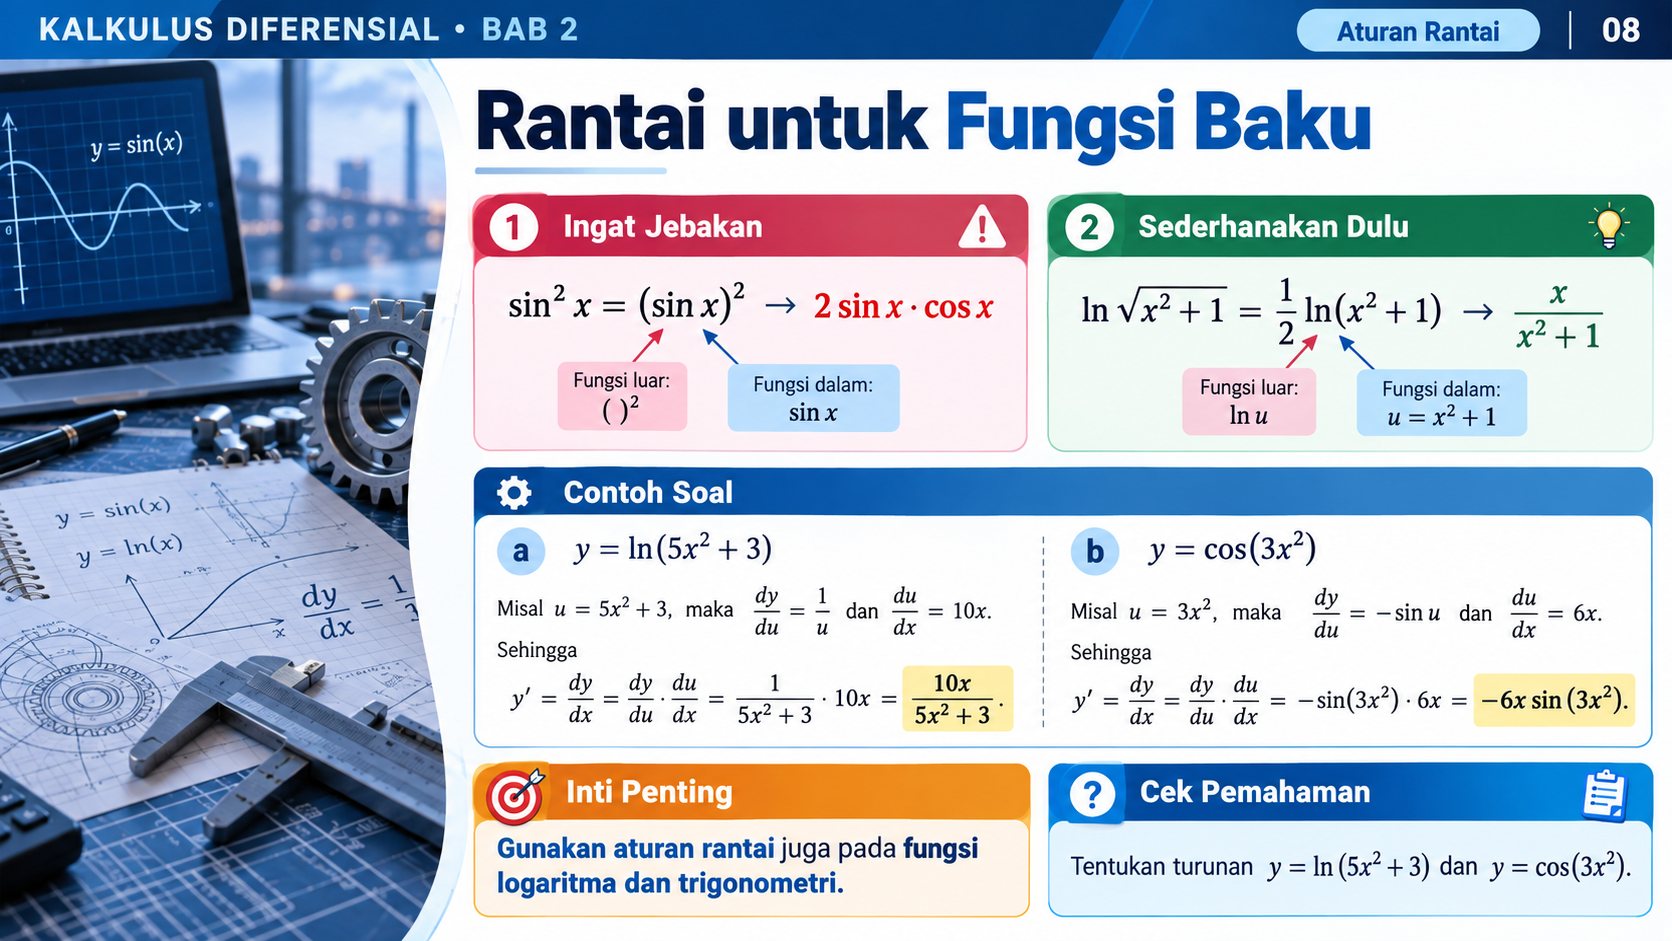 KALKULUS DIFERENSIAL • BAB 2
Aturan Rantai | 08
y = sin(x)
0
y = sin(x)
y = ln(x)
dy/dx = 1/
x
Rantai untuk Fungsi Baku
1 Ingat Jebakan
sin² x = (sin x)² → 2 sin x · cos x
Fungsi luar:
( )²
Fungsi dalam:
sin x
2 Sederhanakan Dulu
ln √(x² + 1) = 1/2 ln(x² + 1) → x/(x² + 1)
Fungsi luar:
ln u
Fungsi dalam:
u = x² + 1
Contoh Soal
a y = ln(5x² + 3)
Misal u = 5x² + 3, maka dy/du = 1/u dan du/dx = 10x.
Sehingga
y′ = dy/dx = dy/du · du/dx = 1/(5x² + 3) · 10x = 10x/(5x² + 3).
b y = cos(3x²)
Misal u = 3x², maka dy/du = −sin u dan du/dx = 6x.
Sehingga
y′ = dy/dx = dy/du · du/dx = −sin(3x²) · 6x = −6x sin (3x²).
Inti Penting
Gunakan aturan rantai juga pada fungsi
logaritma dan trigonometri.
? Cek Pemahaman
Tentukan turunan y = ln (5x² + 3) dan y = cos(3x²).